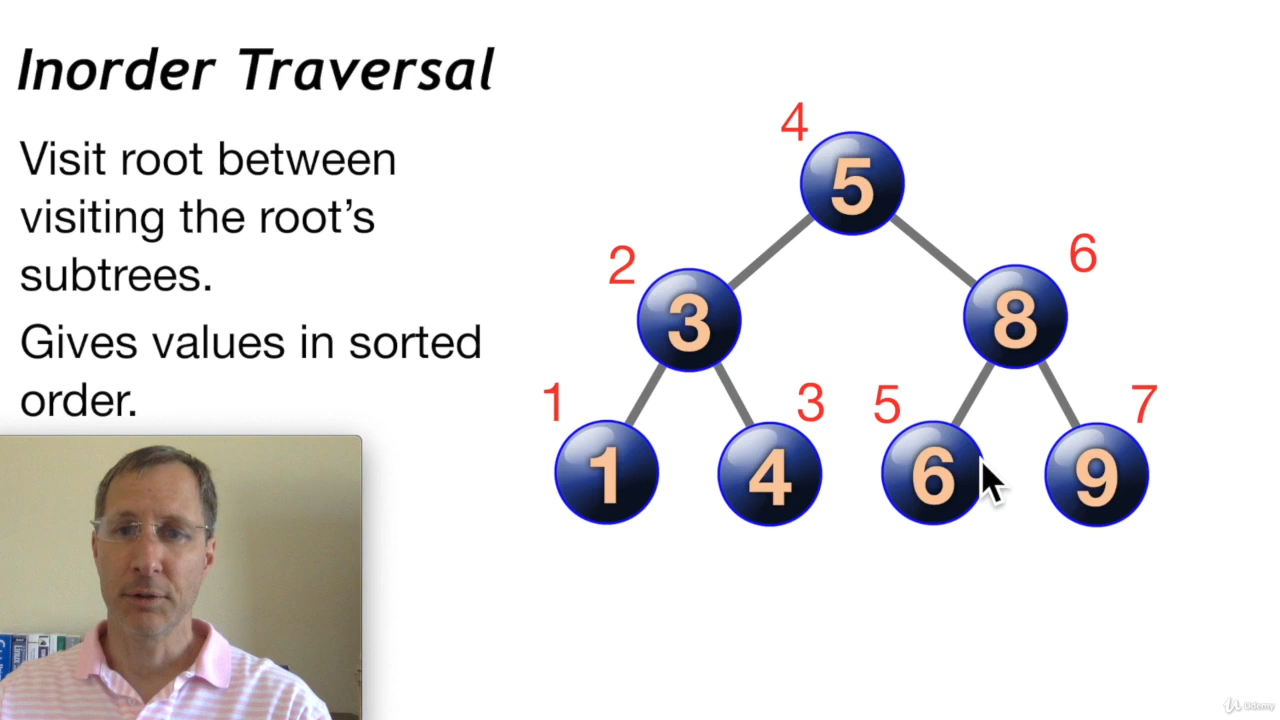 Inorder Traversal
Visit root between
visiting the root’s
subtrees.
Gives values in sorted
order.
4
5
2
3
6
8
1
1
3
4
5
6
7
9
Udemy